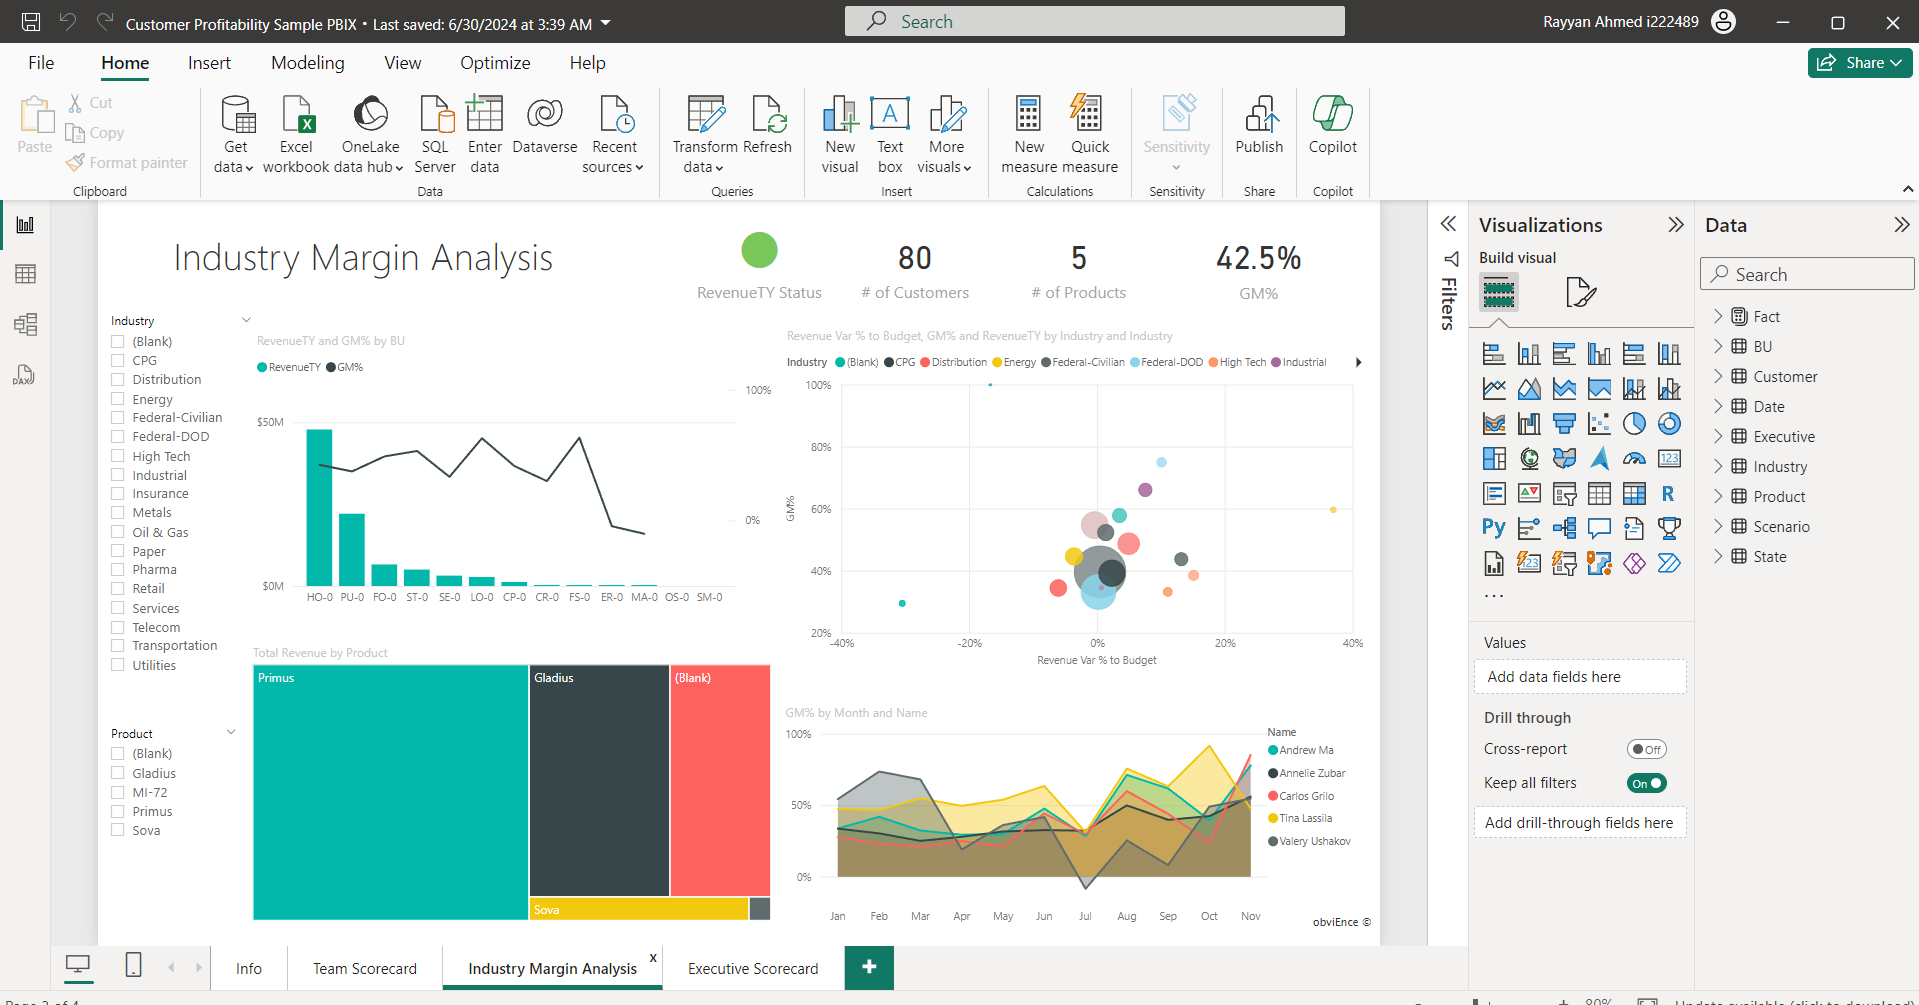 Customer Profitability Sample PBIX • Last saved: 6/30/2024 at 3:39 AM
Search
Rayyan Ahmed i222489
File
Home
Insert
Modeling
View
Optimize
Help
Share
Paste
Cut
Copy
Format painter
Clipboard
Get data
Excel workbook
OneLake data hub
SQL Server
Enter data
Dataverse
Recent sources
Data
Transform data
Refresh
Queries
New visual
Text box
More visuals
Insert
New measure
Quick measure
Calculations
Sensitivity
Sensitivity
Publish
Share
Copilot
Copilot
Industry Margin Analysis
RevenueTY Status
80
# of Customers
5
# of Products
42.5%
GM%
Industry
(Blank)
CPG
Distribution
Energy
Federal-Civilian
Federal-DOD
High Tech
Industrial
Insurance
Metals
Oil & Gas
Paper
Pharma
Retail
Services
Telecom
Transportation
Utilities
Product
(Blank)
Gladius
MI-72
Primus
Sova
RevenueTY and GM% by BU
RevenueTY GM%
$50M
$0M
100%
0%
HO-0 PU-0 FO-0 ST-0 SE-0 LO-0 CP-0 CR-0 FS-0 ER-0 MA-0 OS-0 SM-0
Total Revenue by Product
Primus
Gladius
(Blank)
Sova
Revenue Var % to Budget, GM% and RevenueTY by Industry and Industry
Industry (Blank) CPG Distribution Energy Federal-Civilian Federal-DOD High Tech Industrial
100%
80%
60%
40%
20%
GM%
-40% -20% 0% 20% 40%
Revenue Var % to Budget
GM% by Month and Name
100%
50%
0%
Jan Feb Mar Apr May Jun Jul Aug Sep Oct Nov
Name
Andrew Ma
Annelie Zubar
Carlos Grilo
Tina Lassila
Valery Ushakov
obviEnce ©
Filters
Visualizations
Build visual
123
R
Py
123
...
Values
Add data fields here
Drill through
Cross-report
Off
Keep all filters
On
Add drill-through fields here
Data
Search
Fact
BU
Customer
Date
Executive
Industry
Product
Scenario
State
Info
Team Scorecard
Industry Margin Analysis
x
Executive Scorecard
+
80%
Update available (click to download)